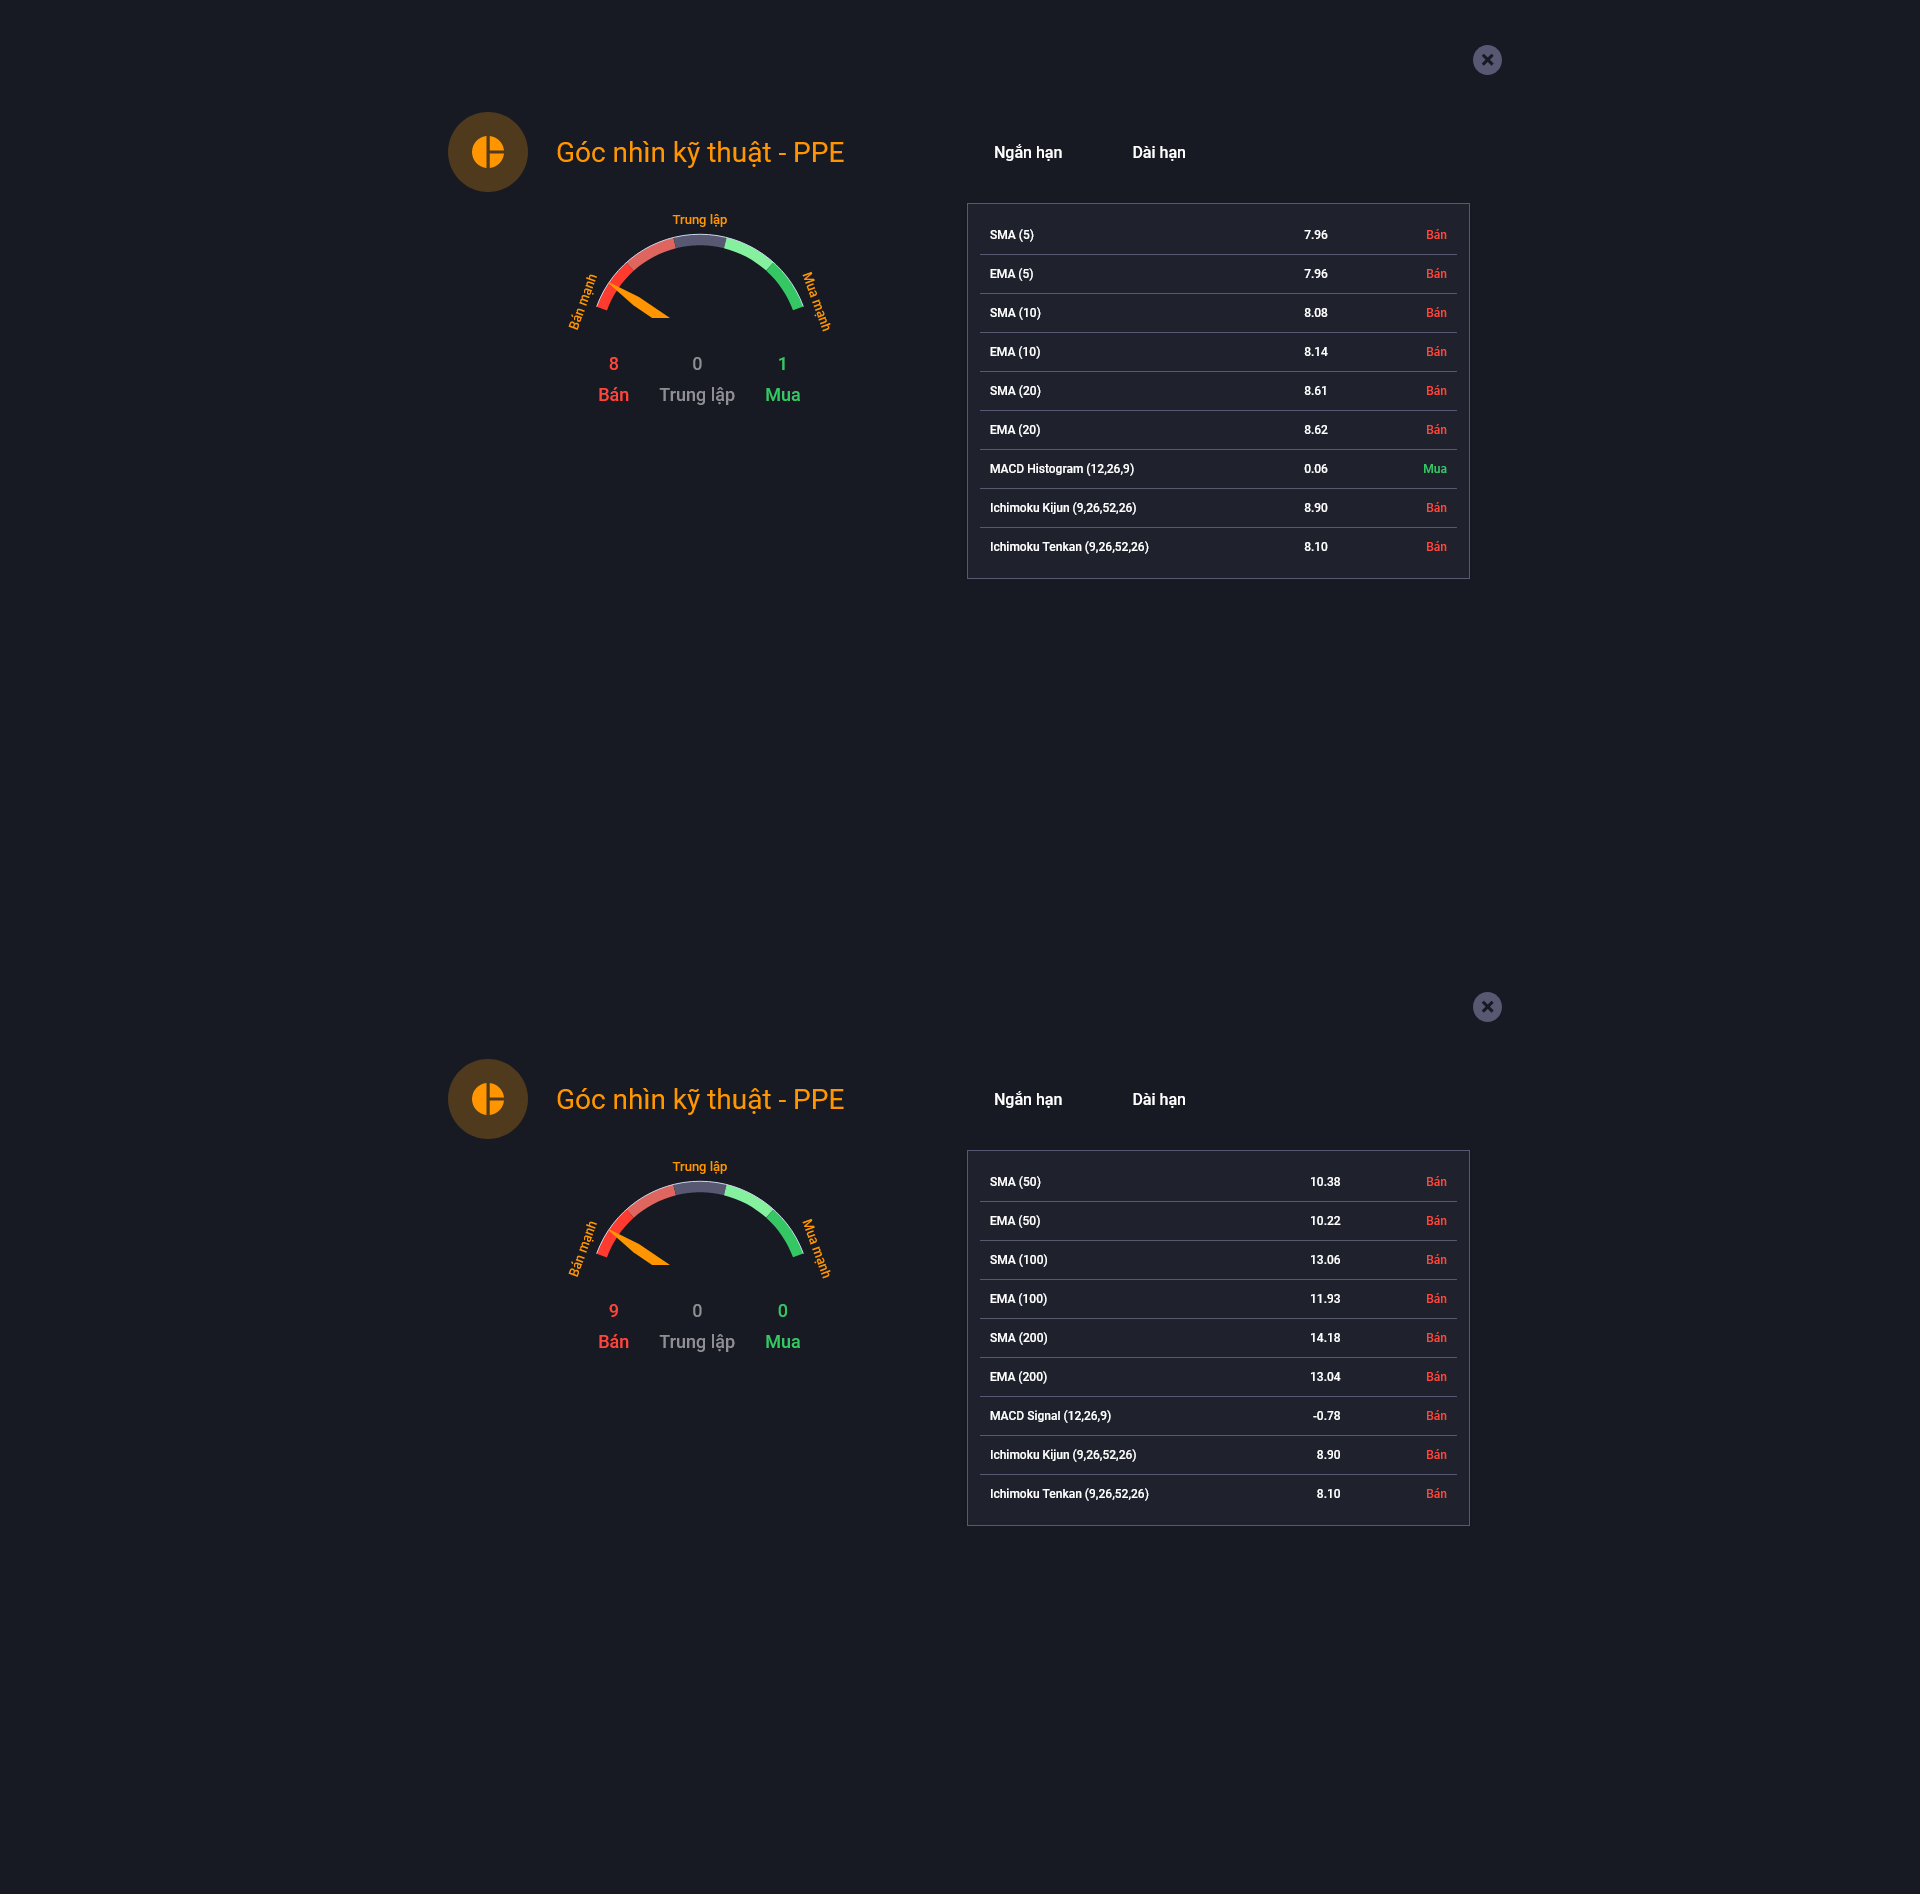 Góc nhìn kỹ thuật - PPE
Ngắn hạn Dài hạn
Trung lập
Bán mạnh
Mua mạnh
8 0 1
Bán Trung lập Mua
SMA (5) 7.96 Bán
EMA (5) 7.96 Bán
SMA (10) 8.08 Bán
EMA (10) 8.14 Bán
SMA (20) 8.61 Bán
EMA (20) 8.62 Bán
MACD Histogram (12,26,9) 0.06 Mua
Ichimoku Kijun (9,26,52,26) 8.90 Bán
Ichimoku Tenkan (9,26,52,26) 8.10 Bán
Góc nhìn kỹ thuật - PPE
Ngắn hạn Dài hạn
Trung lập
Bán mạnh
Mua mạnh
9 0 0
Bán Trung lập Mua
SMA (50) 10.38 Bán
EMA (50) 10.22 Bán
SMA (100) 13.06 Bán
EMA (100) 11.93 Bán
SMA (200) 14.18 Bán
EMA (200) 13.04 Bán
MACD Signal (12,26,9) -0.78 Bán
Ichimoku Kijun (9,26,52,26) 8.90 Bán
Ichimoku Tenkan (9,26,52,26) 8.10 Bán